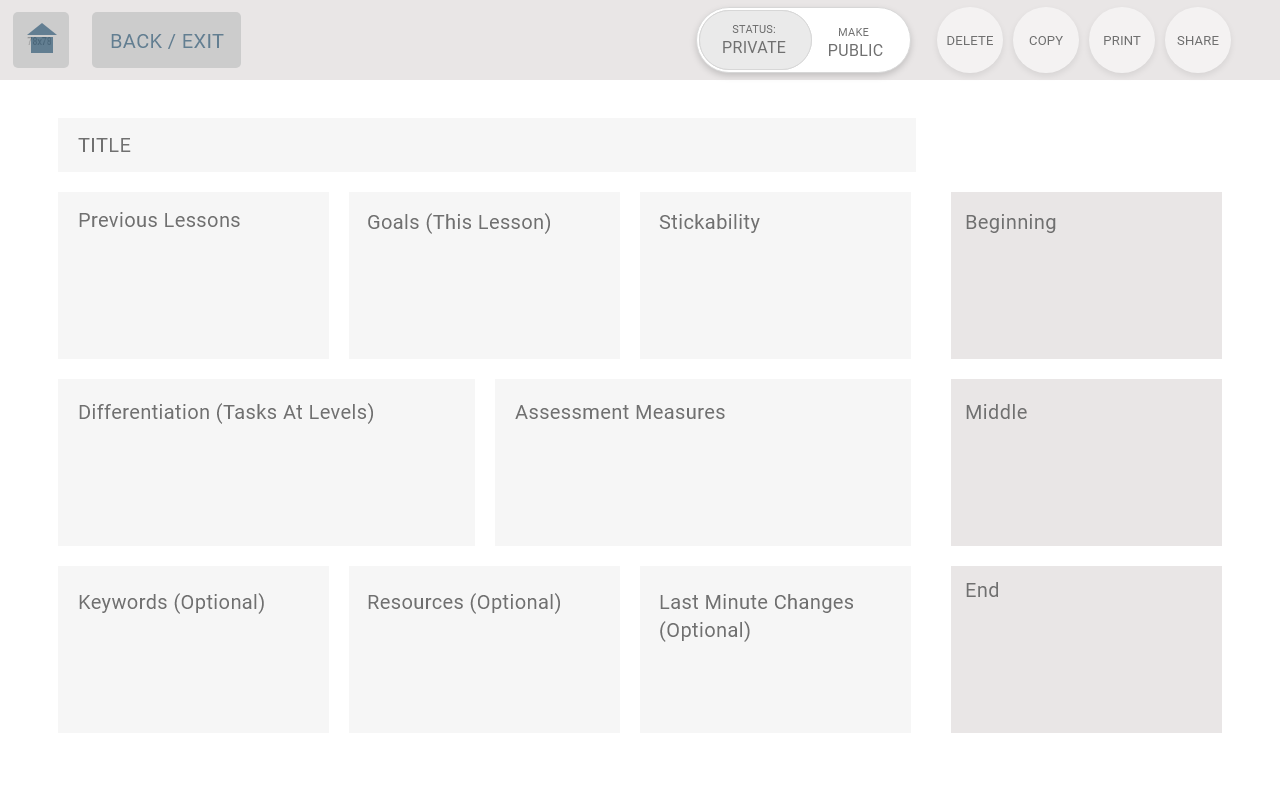 BACK / EXIT
STATUS:
PRIVATE
MAKE
PUBLIC
DELETE
COPY
PRINT
SHARE
TITLE
Previous Lessons
Goals (This Lesson)
Stickability
Beginning
Differentiation (Tasks At Levels)
Assessment Measures
Middle
Keywords (Optional)
Resources (Optional)
Last Minute Changes
(Optional)
End